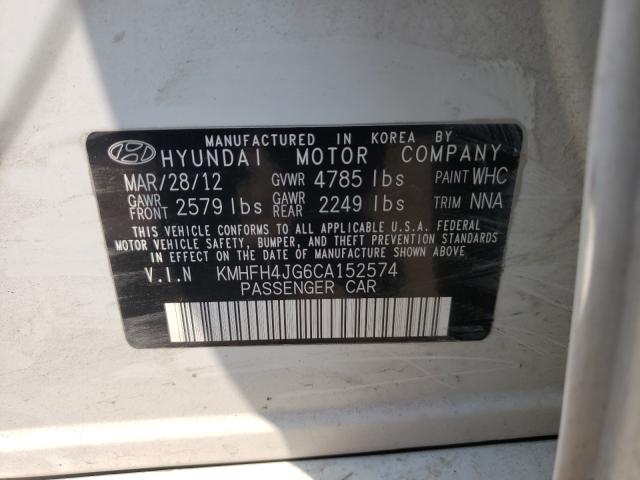 MANUFACTURED IN KOREA BY
HYUNDAI MOTOR COMPANY
MAR/28/12 GVWR 4785 lbs PAINT WHC
GAWR FRONT 2579 lbs GAWR REAR 2249 lbs TRIM NNA
THIS VEHICLE CONFORMS TO ALL APPLICABLE U.S.A. FEDERAL
MOTOR VEHICLE SAFETY, BUMPER, AND THEFT PREVENTION STANDARDS
IN EFFECT ON THE DATE OF MANUFACTURE SHOWN ABOVE.
V.I.N KMHFH4JG6CA152574
PASSENGER CAR